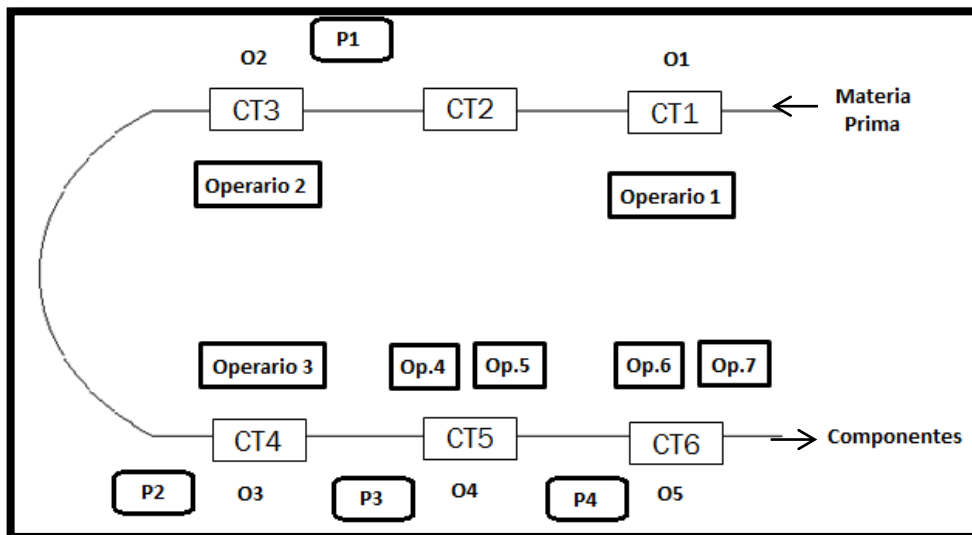 P1
O2
O1
CT3
CT2
CT1
Materia
Prima
Operario 2
Operario 1
Operario 3
Op.4
Op.5
Op.6
Op.7
CT4
CT5
CT6
Componentes
P2
O3
P3
O4
P4
O5